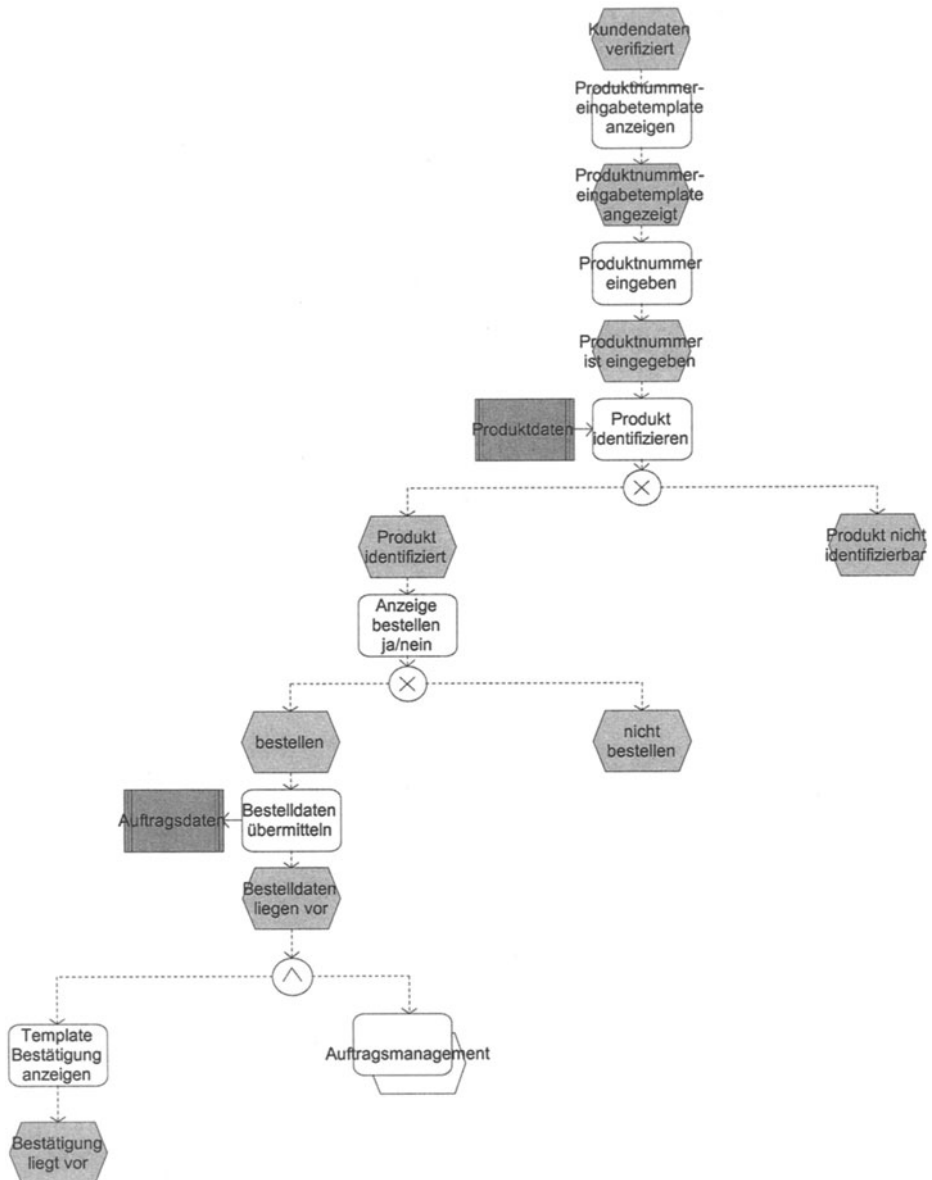 Kundendaten
verifiziert
Produktnummer-
eingabetemplate
anzeigen
Produktnummer-
eingabetemplate
angezeigt
Produktnummer
eingeben
Produktnummer
ist eingegeben
Produktdaten
Produkt
identifizieren
Produkt
identifiziert
Produkt nicht
identifizierbar
Anzeige
bestellen
ja/nein
bestellen
nicht
bestellen
Auftragsdaten
Bestelldaten
übermitteln
Bestelldaten
liegen vor
Template
Bestätigung
anzeigen
Auftragsmanagement
Bestätigung
liegt vor